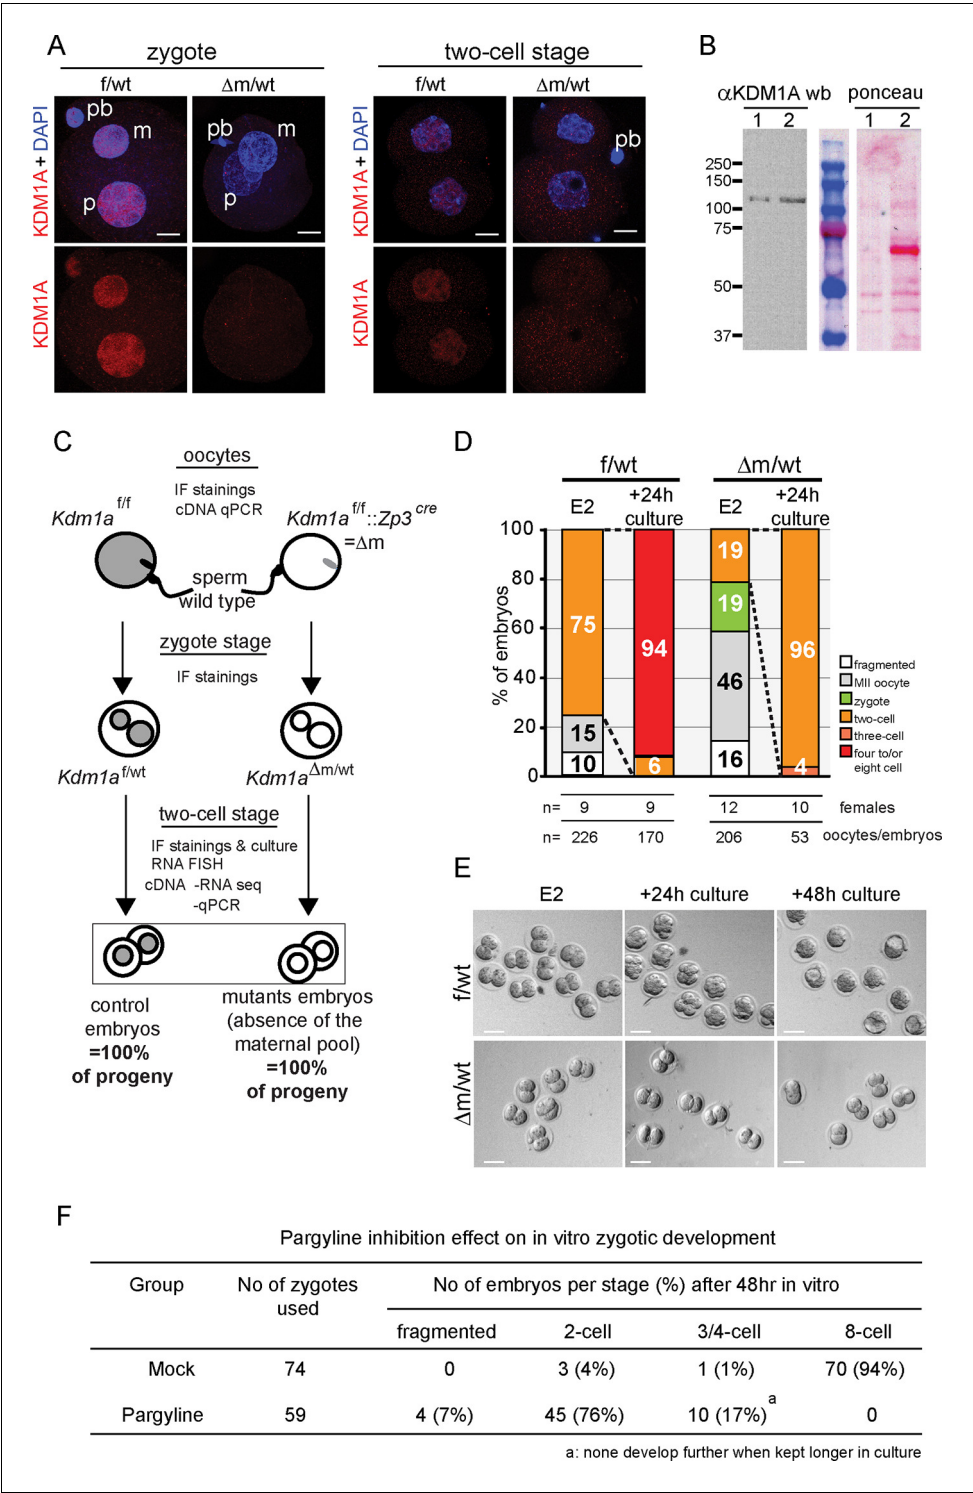 A
zygote
two-cell stage
f/wt
Δm/wt
f/wt
Δm/wt
KDM1A + DAPI
pb
m
p
pb
m
p
KDM1A + DAPI
pb
KDM1A
KDM1A
B
αKDM1A wb
ponceau
1 2
1 2
250
150
100
75
50
37
C
oocytes
IF stainings
cDNA qPCR
Kdm1a f/f
Kdm1a f/f::Zp3 cre
=Δm
sperm
wild type
zygote stage
IF stainings
Kdm1a f/wt
Kdm1a Δm/wt
two-cell stage
IF stainings & culture
RNA FISH
cDNA -RNA seq
-qPCR
control
embryos
=100%
of progeny
mutants embryos
(absence of the
maternal pool)
=100%
of progeny
D
f/wt
Δm/wt
E2
+24h
culture
E2
+24h
culture
% of embryos
100
80
60
40
20
0
75
15
10
94
6
19
19
46
16
96
4
fragmented
MII oocyte
zygote
two-cell
three-cell
four to/or
eight cell
n= 9 9 12 10 females
n= 226 170 206 53 oocytes/embryos
E
E2
+24h culture
+48h culture
f/wt
Δm/wt
F
Pargyline inhibition effect on in vitro zygotic development
Group
No of zygotes
used
No of embryos per stage (%) after 48hr in vitro
fragmented 2-cell 3/4-cell 8-cell
Mock 74 0 3 (4%) 1 (1%) 70 (94%)
Pargyline 59 4 (7%) 45 (76%) 10 (17%) a 0
a: none develop further when kept longer in culture